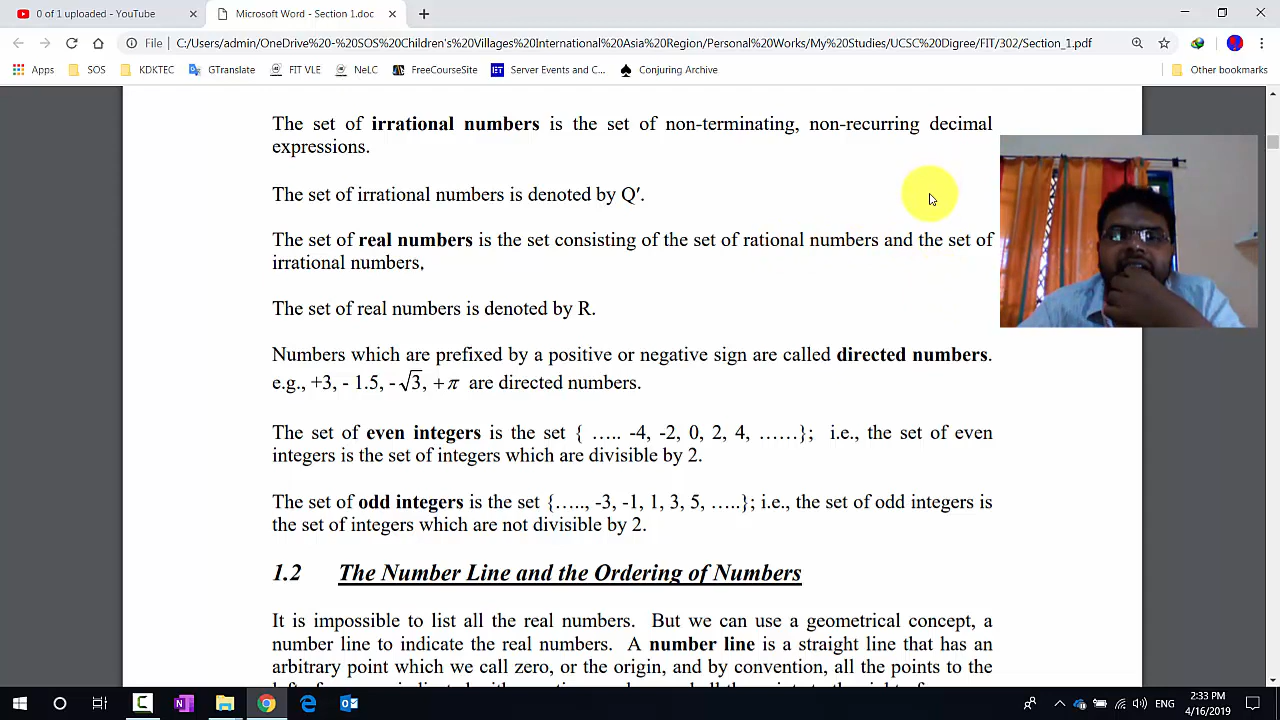 0 of 1 uploaded - YouTube
Microsoft Word - Section 1.doc
File
C:/Users/admin/OneDrive%20-%20SOS%20Children's%20Villages%20International%20Asia%20Region/Personal%20Works/My%20Studies/UCSC%20Degree/FIT/302/Section_1.pdf
Apps SOS KDKTEC GTranslate FIT VLE NeLC FreeCourseSite Server Events and C... Conjuring Archive Other bookmarks
The set of irrational numbers is the set of non-terminating, non-recurring decimal
expressions.
The set of irrational numbers is denoted by Q′.
The set of real numbers is the set consisting of the set of rational numbers and the set of
irrational numbers.
The set of real numbers is denoted by R.
Numbers which are prefixed by a positive or negative sign are called directed numbers.
e.g., +3, - 1.5, -√3, +π are directed numbers.
The set of even integers is the set { ….. -4, -2, 0, 2, 4, ……}; i.e., the set of even
integers is the set of integers which are divisible by 2.
The set of odd integers is the set {….., -3, -1, 1, 3, 5, …..}; i.e., the set of odd integers is
the set of integers which are not divisible by 2.
1.2 The Number Line and the Ordering of Numbers
It is impossible to list all the real numbers. But we can use a geometrical concept, a
number line to indicate the real numbers. A number line is a straight line that has an
arbitrary point which we call zero, or the origin, and by convention, all the points to the
ENG
2:33 PM
4/16/2019